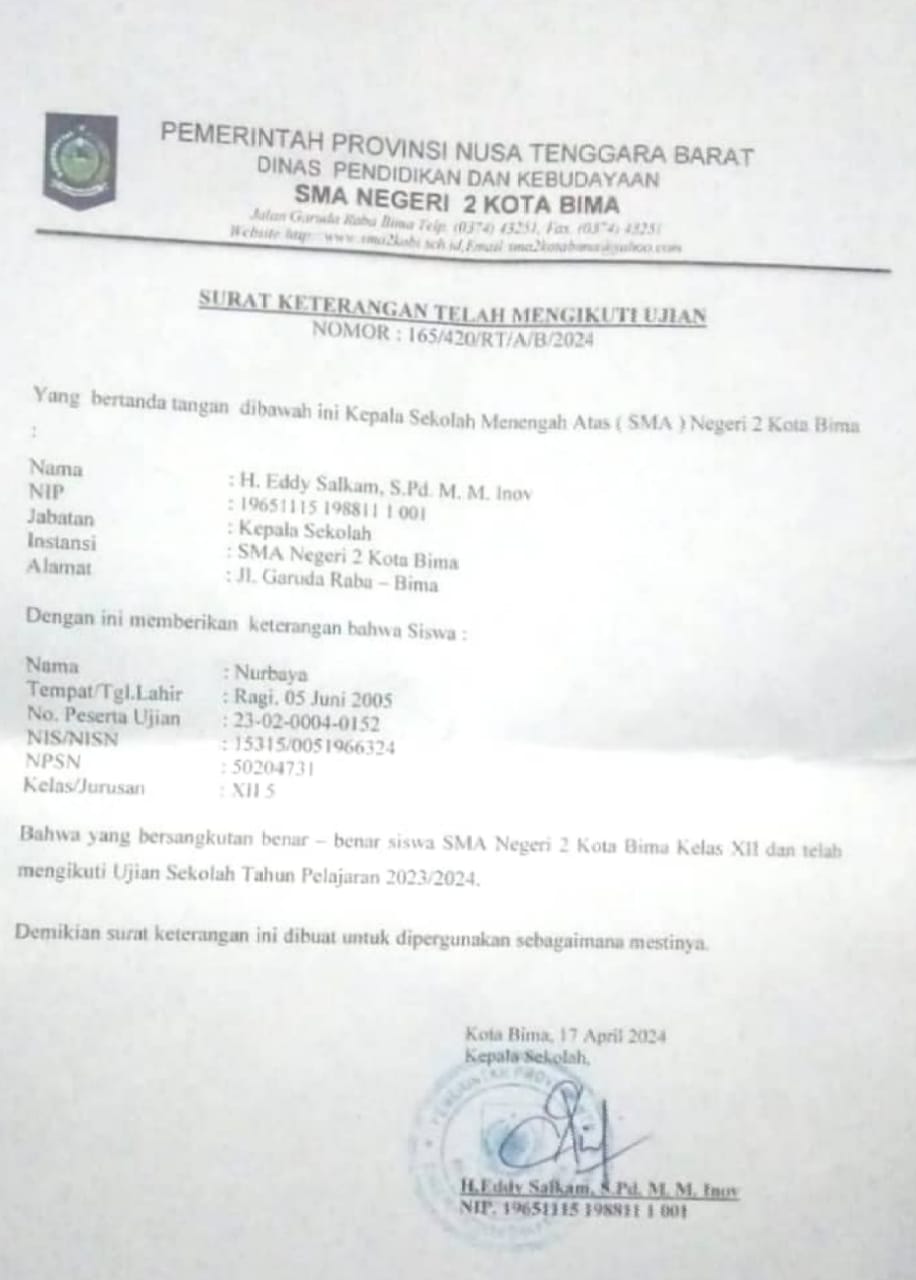 PEMERINTAH PROVINSI NUSA TENGGARA BARAT
DINAS PENDIDIKAN DAN KEBUDAYAAN
SMA NEGERI 2 KOTA BIMA
Jalan Garuda Raba Bima Telp. (0374) 43251, Fax. (0374) 43251
Website http: www.sma2kobi.sch.id,Email sma2kotabima@yahoo.com
SURAT KETERANGAN TELAH MENGIKUTI UJIAN
NOMOR : 165/420/RT/A/B/2024
Yang bertanda tangan dibawah ini Kepala Sekolah Menengah Atas ( SMA ) Negeri 2 Kota Bima
:
Nama : H. Eddy Salkam, S.Pd. M. M. Inov
NIP : 19651115 198811 1 001
Jabatan : Kepala Sekolah
Instansi : SMA Negeri 2 Kota Bima
Alamat : Jl. Garuda Raba – Bima
Dengan ini memberikan keterangan bahwa Siswa :
Nama : Nurbaya
Tempat/Tgl.Lahir : Ragi, 05 Juni 2005
No. Peserta Ujian : 23-02-0004-0152
NIS/NISN : 15315/0051966324
NPSN : 50204731
Kelas/Jurusan : XII 5
Bahwa yang bersangkutan benar – benar siswa SMA Negeri 2 Kota Bima Kelas XII dan telah
mengikuti Ujian Sekolah Tahun Pelajaran 2023/2024.
Demikian surat keterangan ini dibuat untuk dipergunakan sebagaimana mestinya.
Kota Bima, 17 April 2024
Kepala Sekolah,
H.Eddy Salkam, S.Pd. M. M. Inov
NIP. 19651115 198811 1 001